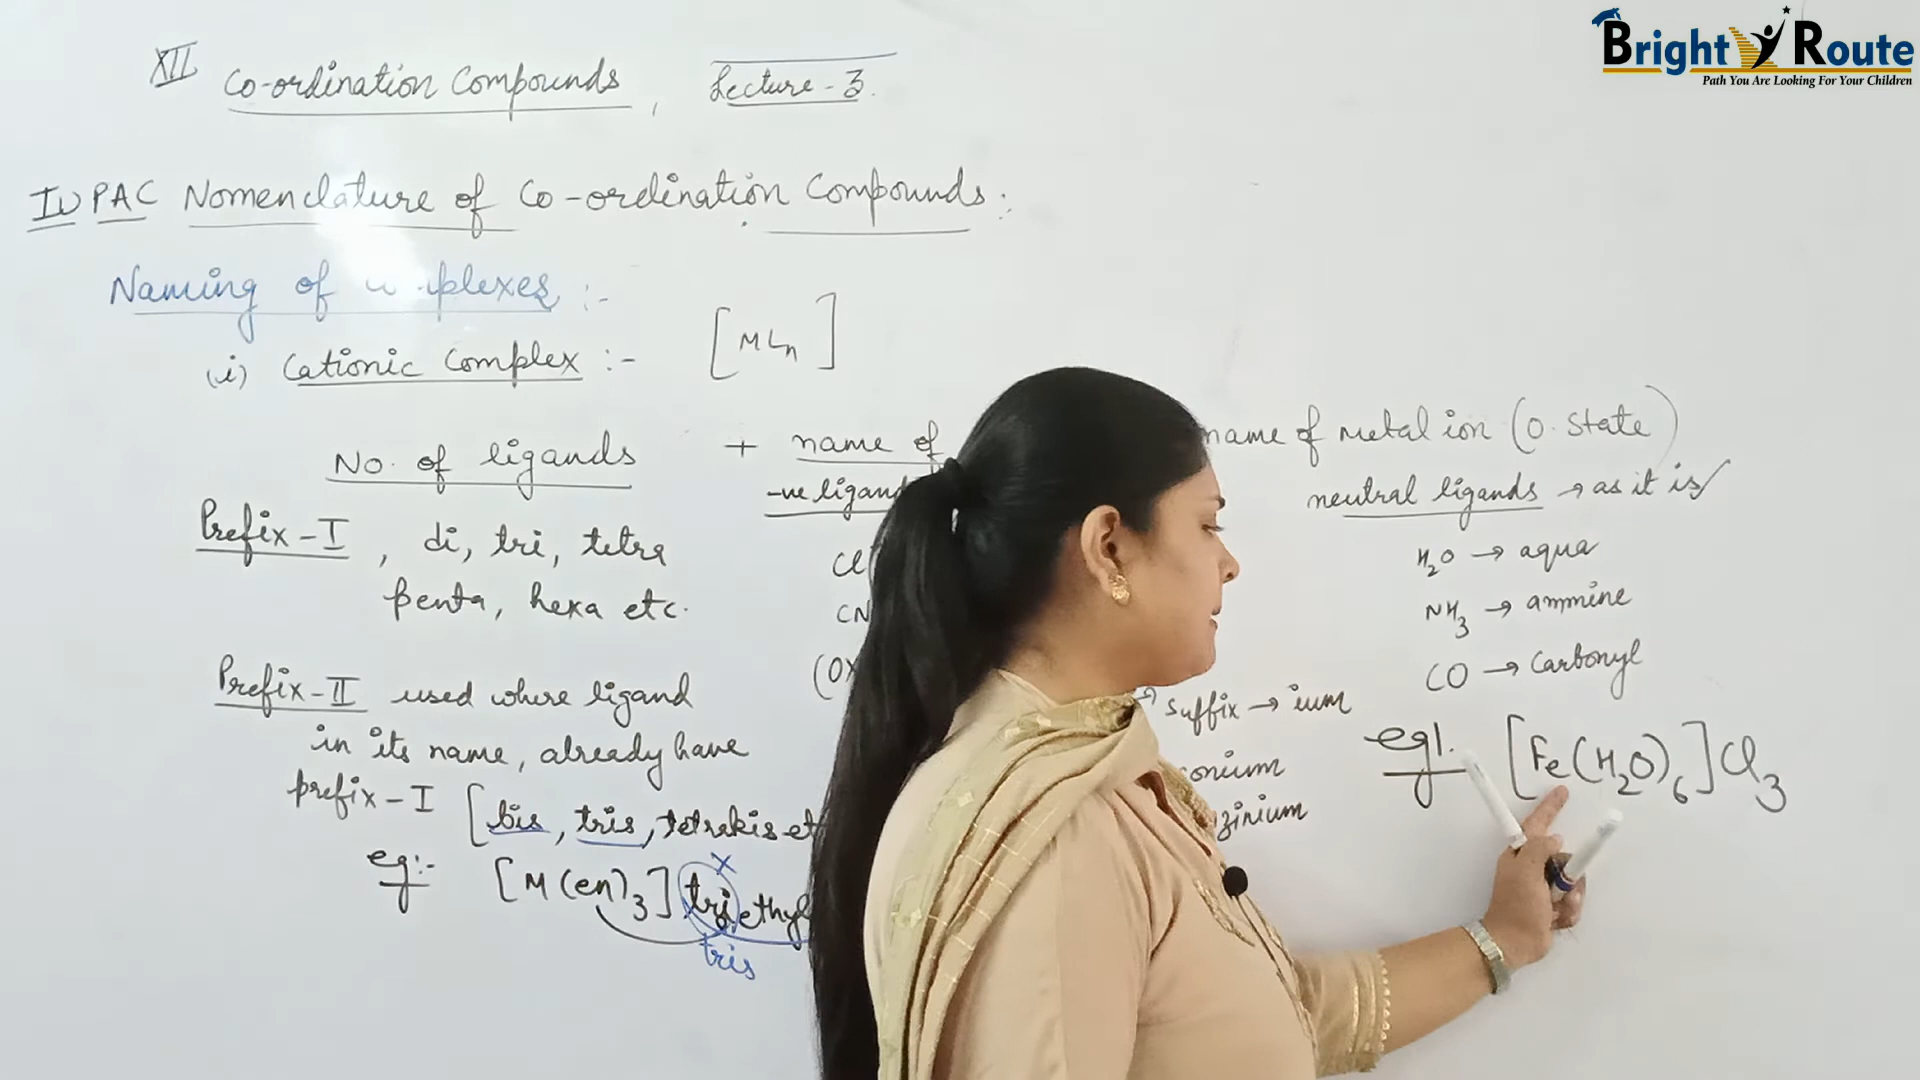 Bright Route
Path You Are Looking For Your Children
XII Co-ordination Compounds, Lecture-3.
IUPAC Nomenclature of Co-ordination Compounds:
Naming of complexes :-
(i) Cationic Complex :- [MLn]
No. of ligands + name of name of metal ion (O. State)
-ve ligand
neutral ligands → as it is
Prefix-I, di, tri, tetra
penta, hexa etc.
Cl
CN
H2O → aqua
NH3 → ammine
CO → Carbonyl
Prefix-II used where ligand
in its name, already have
prefix-I [bis, tris, tetrakis et
(OX
suffix → ium
onium
zinium
eg1. [Fe(H2O)6]Cl3
eg:- [M(en)3] triethyl
x
tris